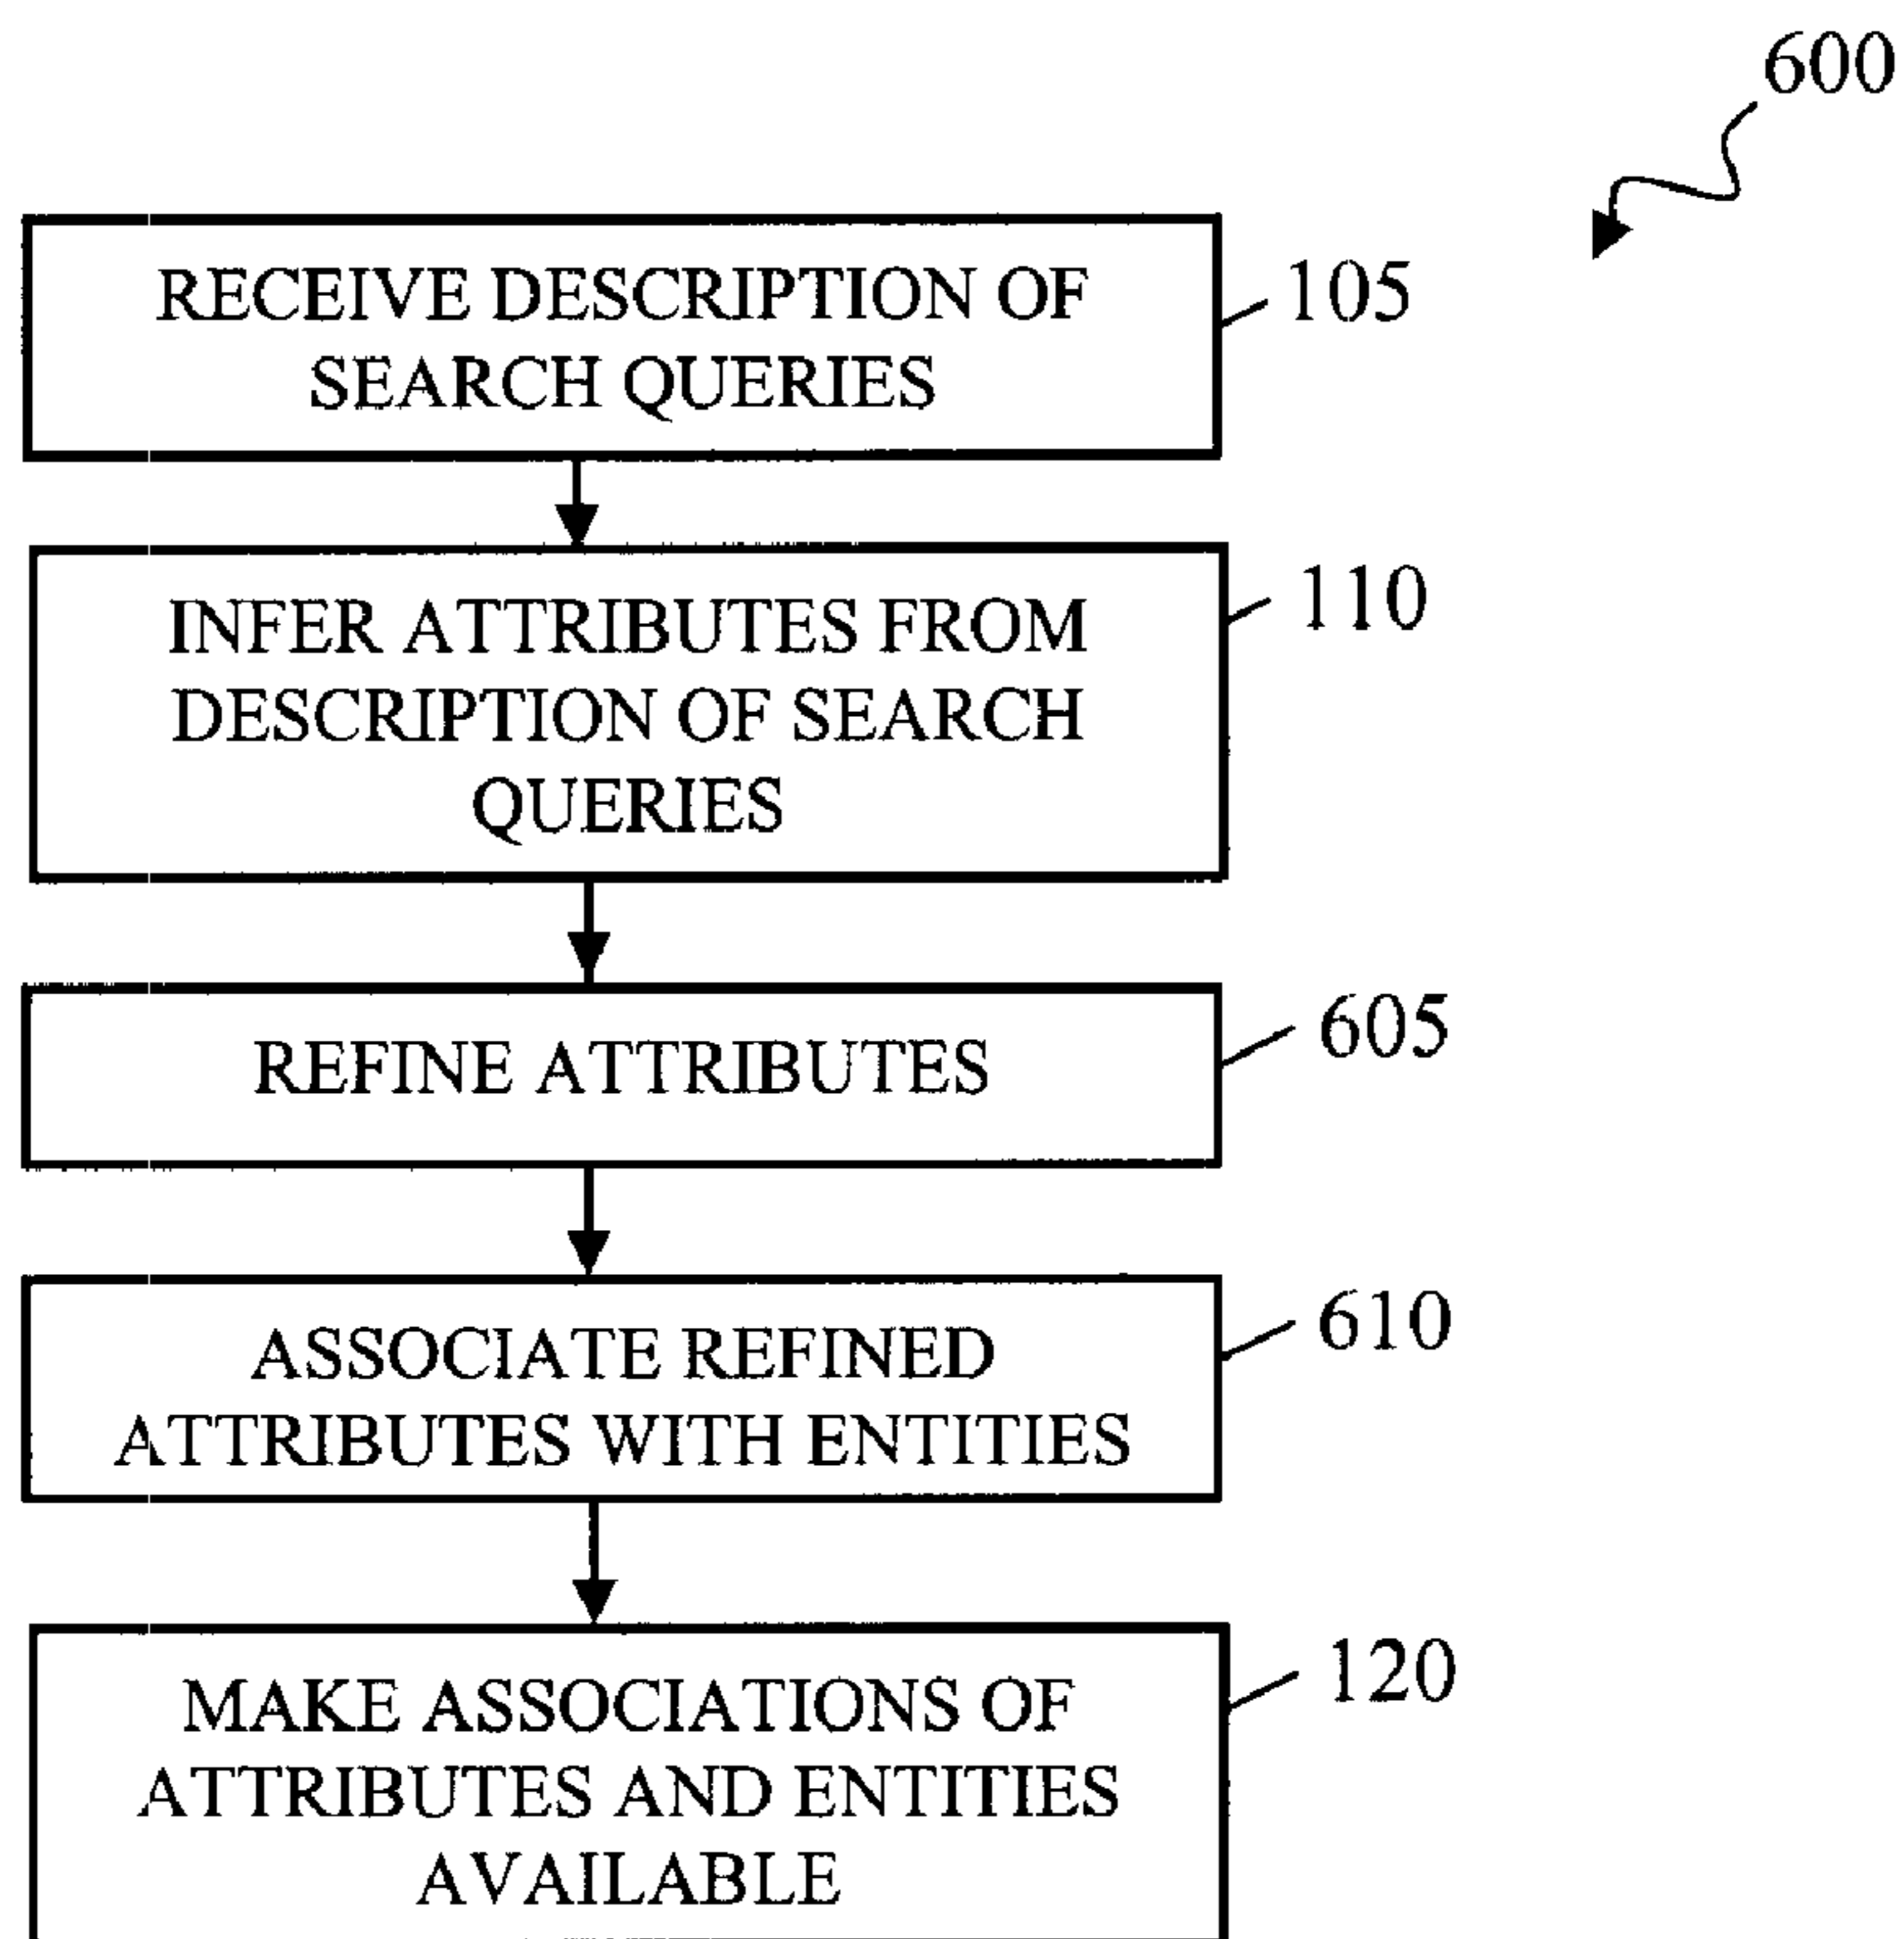 600
RECEIVE DESCRIPTION OF
SEARCH QUERIES
105
INFER ATTRIBUTES FROM
DESCRIPTION OF SEARCH
QUERIES
110
REFINE ATTRIBUTES
605
ASSOCIATE REFINED
ATTRIBUTES WITH ENTITIES
610
MAKE ASSOCIATIONS OF
ATTRIBUTES AND ENTITIES
AVAILABLE
120